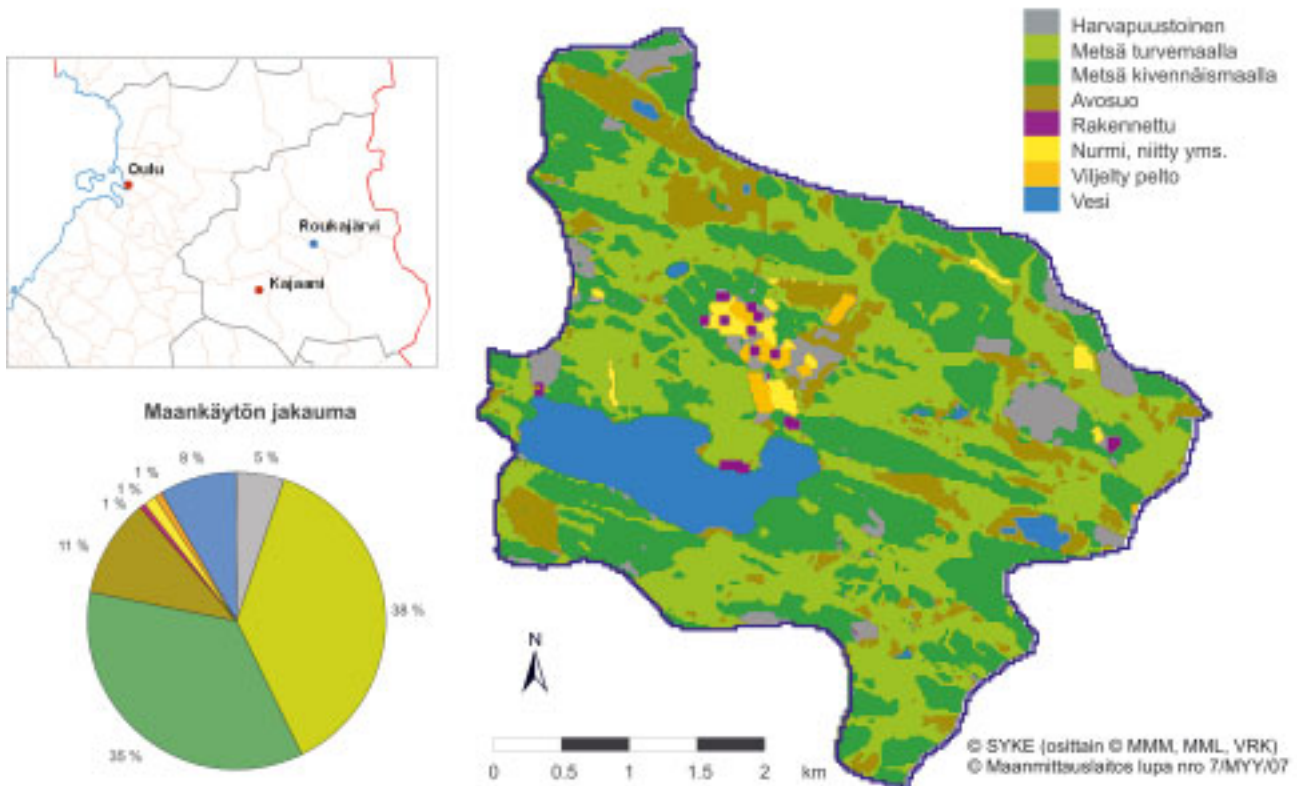 Oulu
Roukajärvi
Kajaani
Maankäytön jakauma
1 %
1 %
1 %
8 %
5 %
11 %
38 %
35 %
Harvapuustoinen
Metsä turvemaalla
Metsä kivennäismaalla
Avosuo
Rakennettu
Nurmi, niitty yms.
Viljelty pelto
Vesi
N
0 0.5 1 1.5 2 km
© SYKE (osittain © MMM, MML, VRK)
© Maanmittauslaitos lupa nro 7/MYY/07